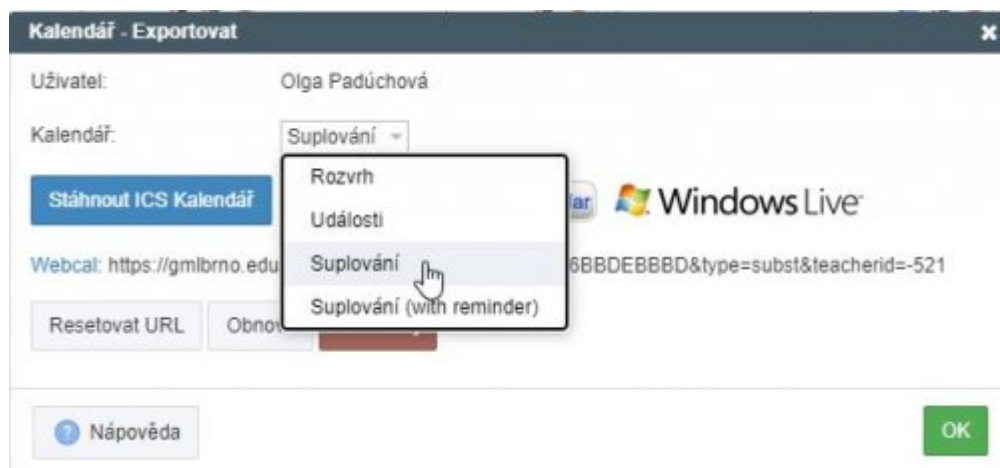 Kalendář - Exportovat
Uživatel: Olga Padúchová
Kalendář: Suplování
Rozvrh
Události
Suplování
Suplování (with reminder)
Stáhnout ICS Kalendář
ar Windows Live
Webcal: https://gmlbrno.edu 6BBDEBBBD&type=subst&teacherid=-521
Resetovat URL Obnov
Nápověda OK